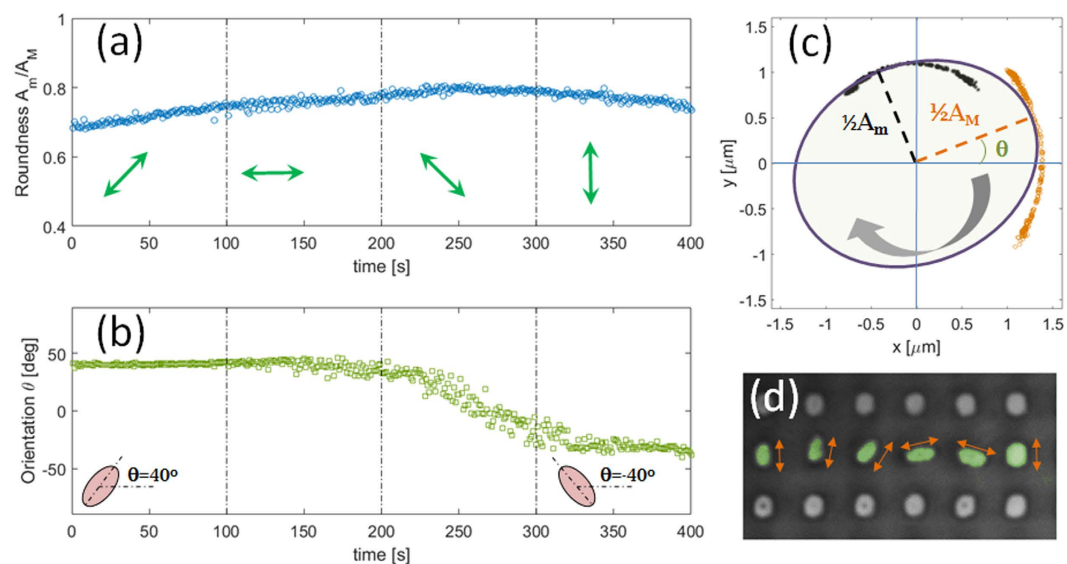 (a)
Roundness Am/AM
1
0.8
0.6
0.4
0
50
100
150
200
250
300
350
400
time [s]
(b)
Orientation θ [deg]
50
0
-50
θ=40º
θ=-40º
0
50
100
150
200
250
300
350
400
time [s]
(c)
y [μm]
1.5
1
0.5
0
-0.5
-1
-1.5
½Am
½AM
θ
-1.5
-1
-0.5
0
0.5
1
1.5
x [μm]
(d)